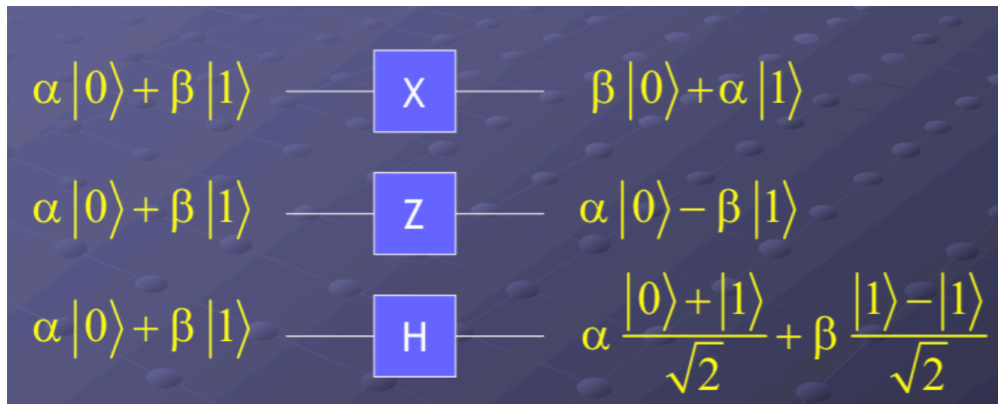 α|0⟩+ β|1⟩ X β|0⟩+α|1⟩
α|0⟩+ β|1⟩ Z α|0⟩− β|1⟩
α|0⟩+ β|1⟩ H α (|0⟩+|1⟩)/√2 + β (|1⟩−|1⟩)/√2